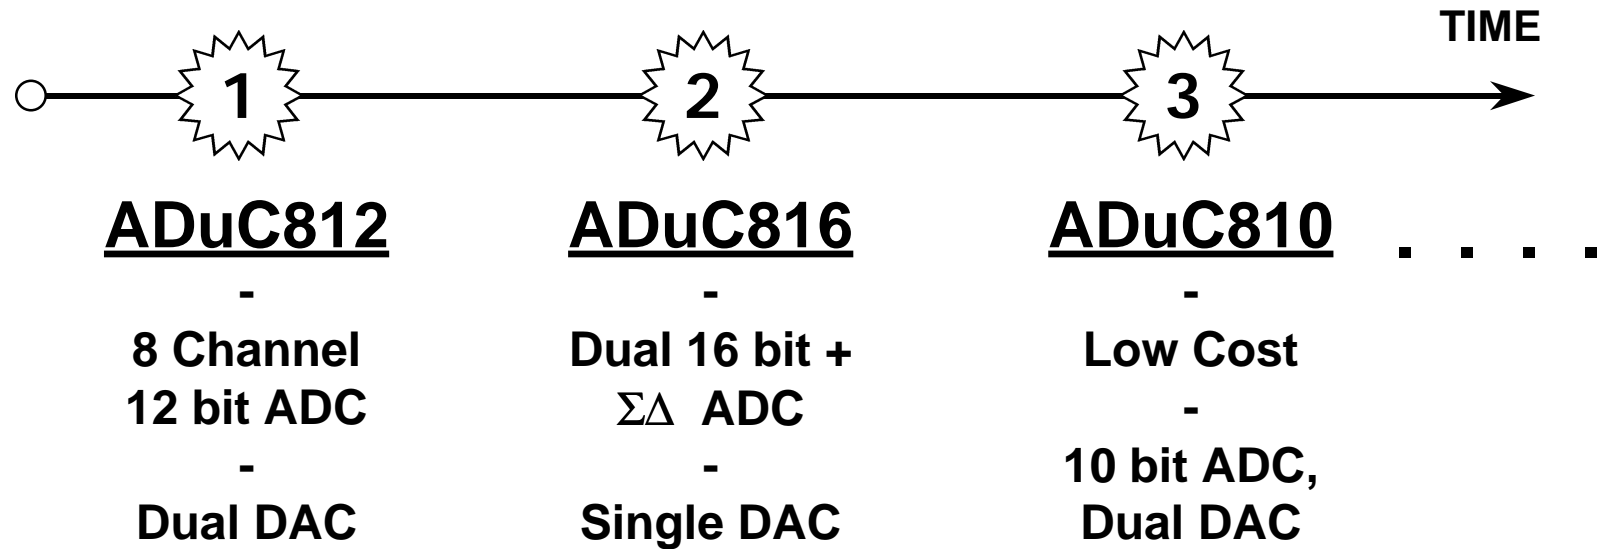 TIME
1
2
3
ADuC812
-
8 Channel
12 bit ADC
-
Dual DAC
ADuC816
-
Dual 16 bit +
ΣΔ ADC
-
Single DAC
ADuC810
-
Low Cost
-
10 bit ADC,
Dual DAC
. . . .